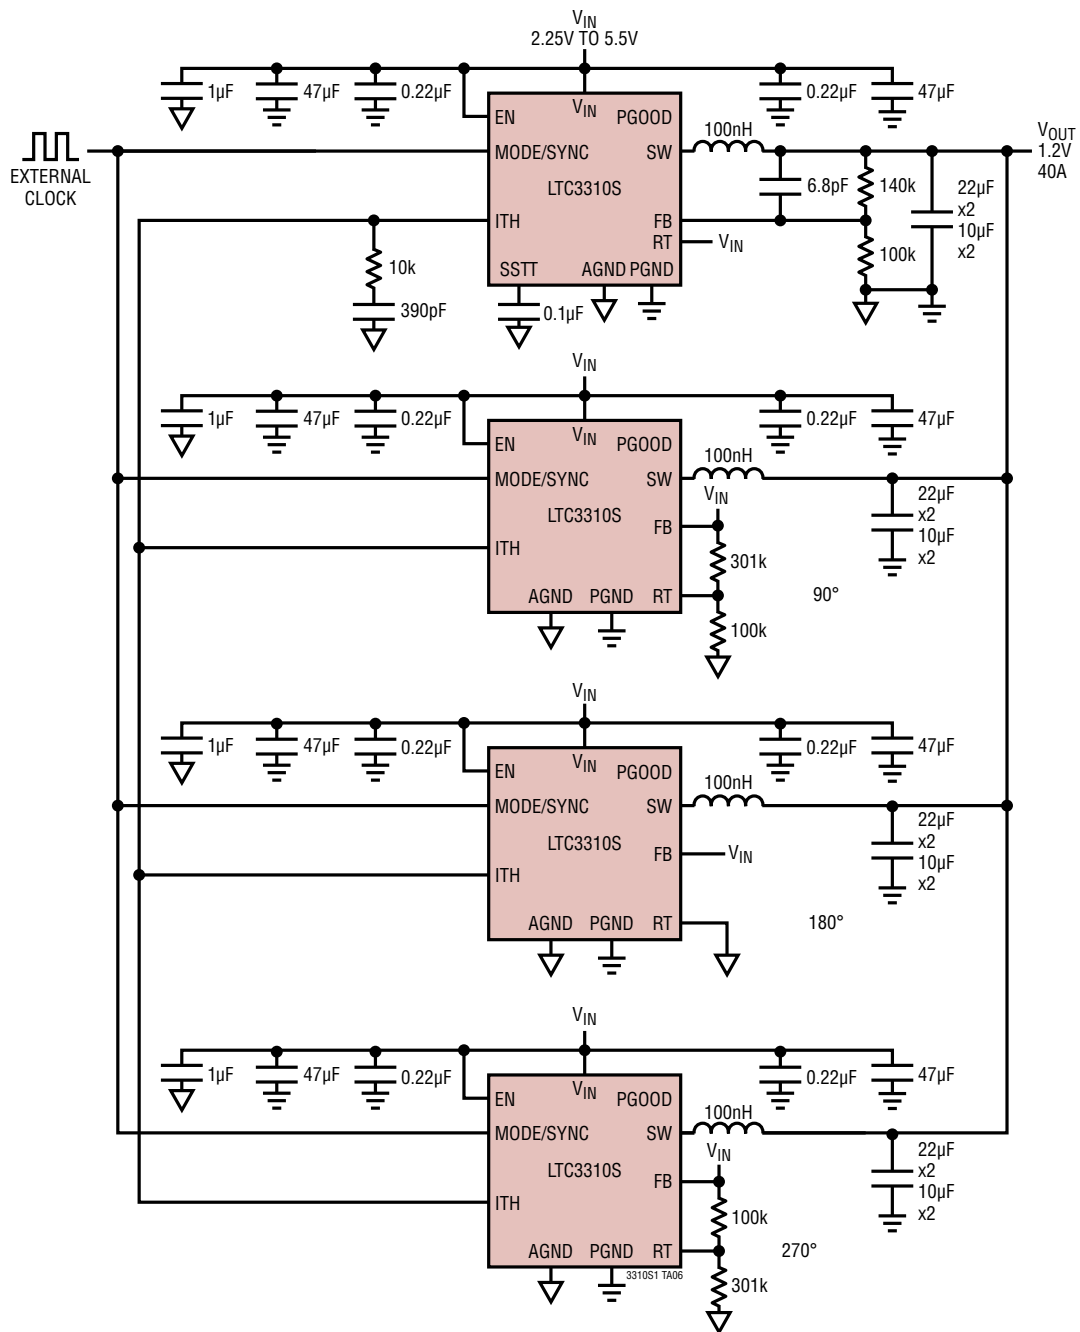 VIN
2.25V TO 5.5V
1µF
47µF
0.22µF
0.22µF
47µF
VIN
EN
PGOOD
100nH
VOUT
1.2V
40A
EXTERNAL
CLOCK
MODE/SYNC
SW
LTC3310S
6.8pF
140k
22µF
x2
10µF
x2
ITH
FB
RT
VIN
10k
100k
SSTT
AGND
PGND
390pF
0.1µF
VIN
1µF
47µF
0.22µF
0.22µF
47µF
VIN
EN
PGOOD
100nH
MODE/SYNC
SW
VIN
22µF
x2
10µF
x2
LTC3310S
FB
ITH
301k
AGND
PGND
RT
90°
100k
VIN
1µF
47µF
0.22µF
0.22µF
47µF
VIN
EN
PGOOD
100nH
MODE/SYNC
SW
22µF
x2
10µF
x2
LTC3310S
FB
VIN
ITH
AGND
PGND
RT
180°
VIN
1µF
47µF
0.22µF
0.22µF
47µF
VIN
EN
PGOOD
100nH
MODE/SYNC
SW
VIN
22µF
x2
10µF
x2
LTC3310S
FB
ITH
100k
AGND
PGND
RT
270°
3310S1 TA06
301k